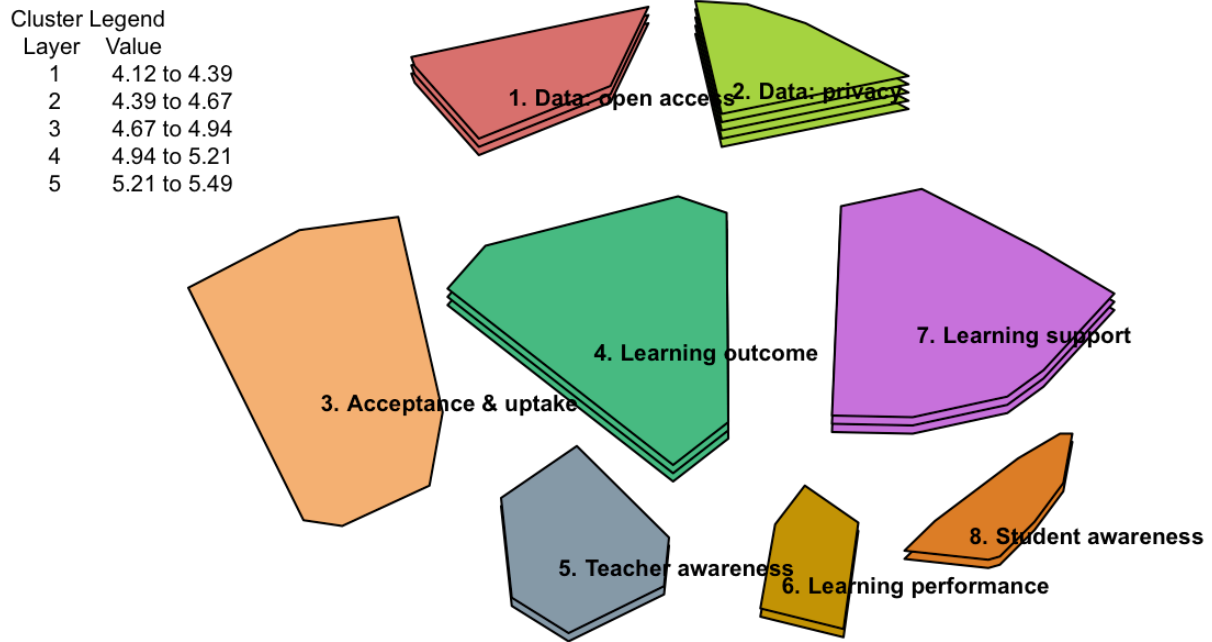 Cluster Legend
Layer Value
1 4.12 to 4.39
2 4.39 to 4.67
3 4.67 to 4.94
4 4.94 to 5.21
5 5.21 to 5.49
1. Data: open access
2. Data: privacy
3. Acceptance & uptake
4. Learning outcome
7. Learning support
5. Teacher awareness
6. Learning performance
8. Student awareness